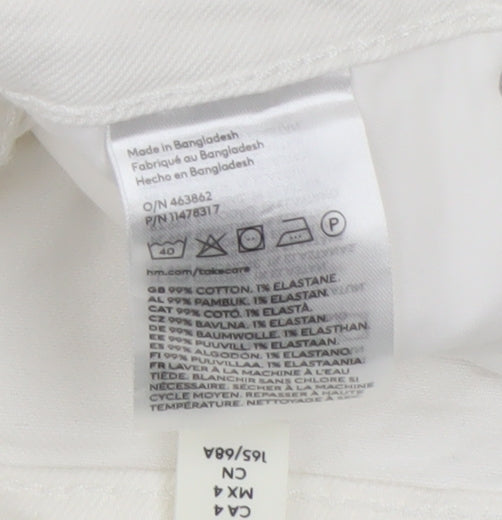 Made in Bangladesh
Fabriqué au Bangladesh
Hecho en Bangladesh
O/N 463862
P/N 11478317
40
P
hm.com/takecare
GB 99% COTTON, 1% ELASTANE.
AL 99% PAMBUK, 1% ELASTAN.
CAT 99% COTÓ, 1% ELASTÀ.
CZ 99% BAVLNA, 1% ELASTAN.
DE 99% BAUMWOLLE, 1% ELASTHAN.
EE 99% PUUVILL, 1% ELASTAAN.
ES 99% ALGODÓN, 1% ELASTANO.
FI 99% PUUVILLAA, 1% ELASTAANIA.
FR LAVER À LA MACHINE À L'EAU
TIÈDE. BLANCHIR SANS CHLORE SI
NÉCESSAIRE. SÉCHER À LA MACHINE
CYCLE MOYEN. REPASSER À HAUTE
TEMPÉRATURE. NETTOYAGE À SEC
CA 4
MX 4
CN
165/68A